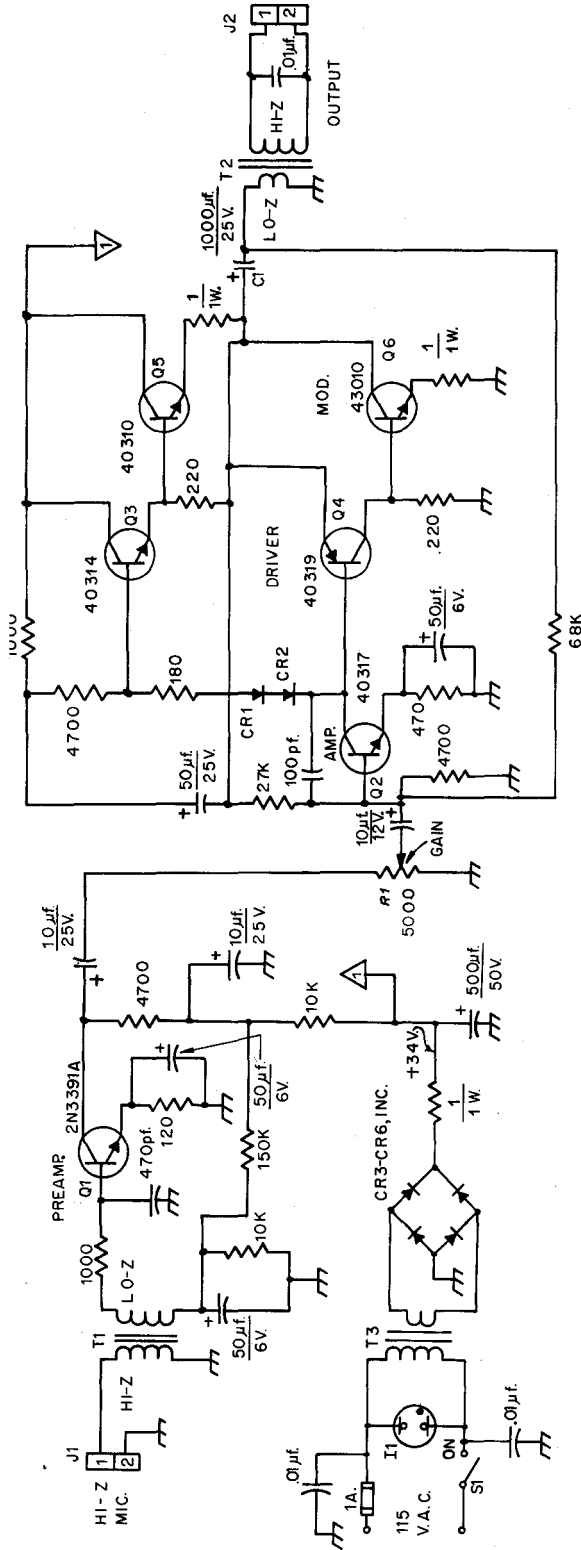 J1
HI-Z
MIC.
1
2
HI-Z
T1
LO-Z
1000
PREAMP.
Q1
2N3391A
470pf.
120
50µf.
6V.
10K
150K
50µf.
6V.
4700
10µf.
25V.
10K
1
10µf.
25V.
R1
5000
GAIN
.01µf.
1A.
115
V.A.C.
I1
ON
S1
.01µf.
T3
CR3-CR6, INC.
1
1W.
+34V.
500µf.
50V.
4700
180
CR1
CR2
50µf.
25V.
27K
100pf.
10µf.
12V.
AMP.
Q2
40317
470
50µf.
6V.
4700
68K
40314
Q3
220
DRIVER
40319
Q4
220
40310
Q5
1
1W.
MOD.
43010
Q6
1
1W.
1
1000µf.
25V.
C1
T2
LO-Z
HI-Z
.01µf.
OUTPUT
J2
1
2